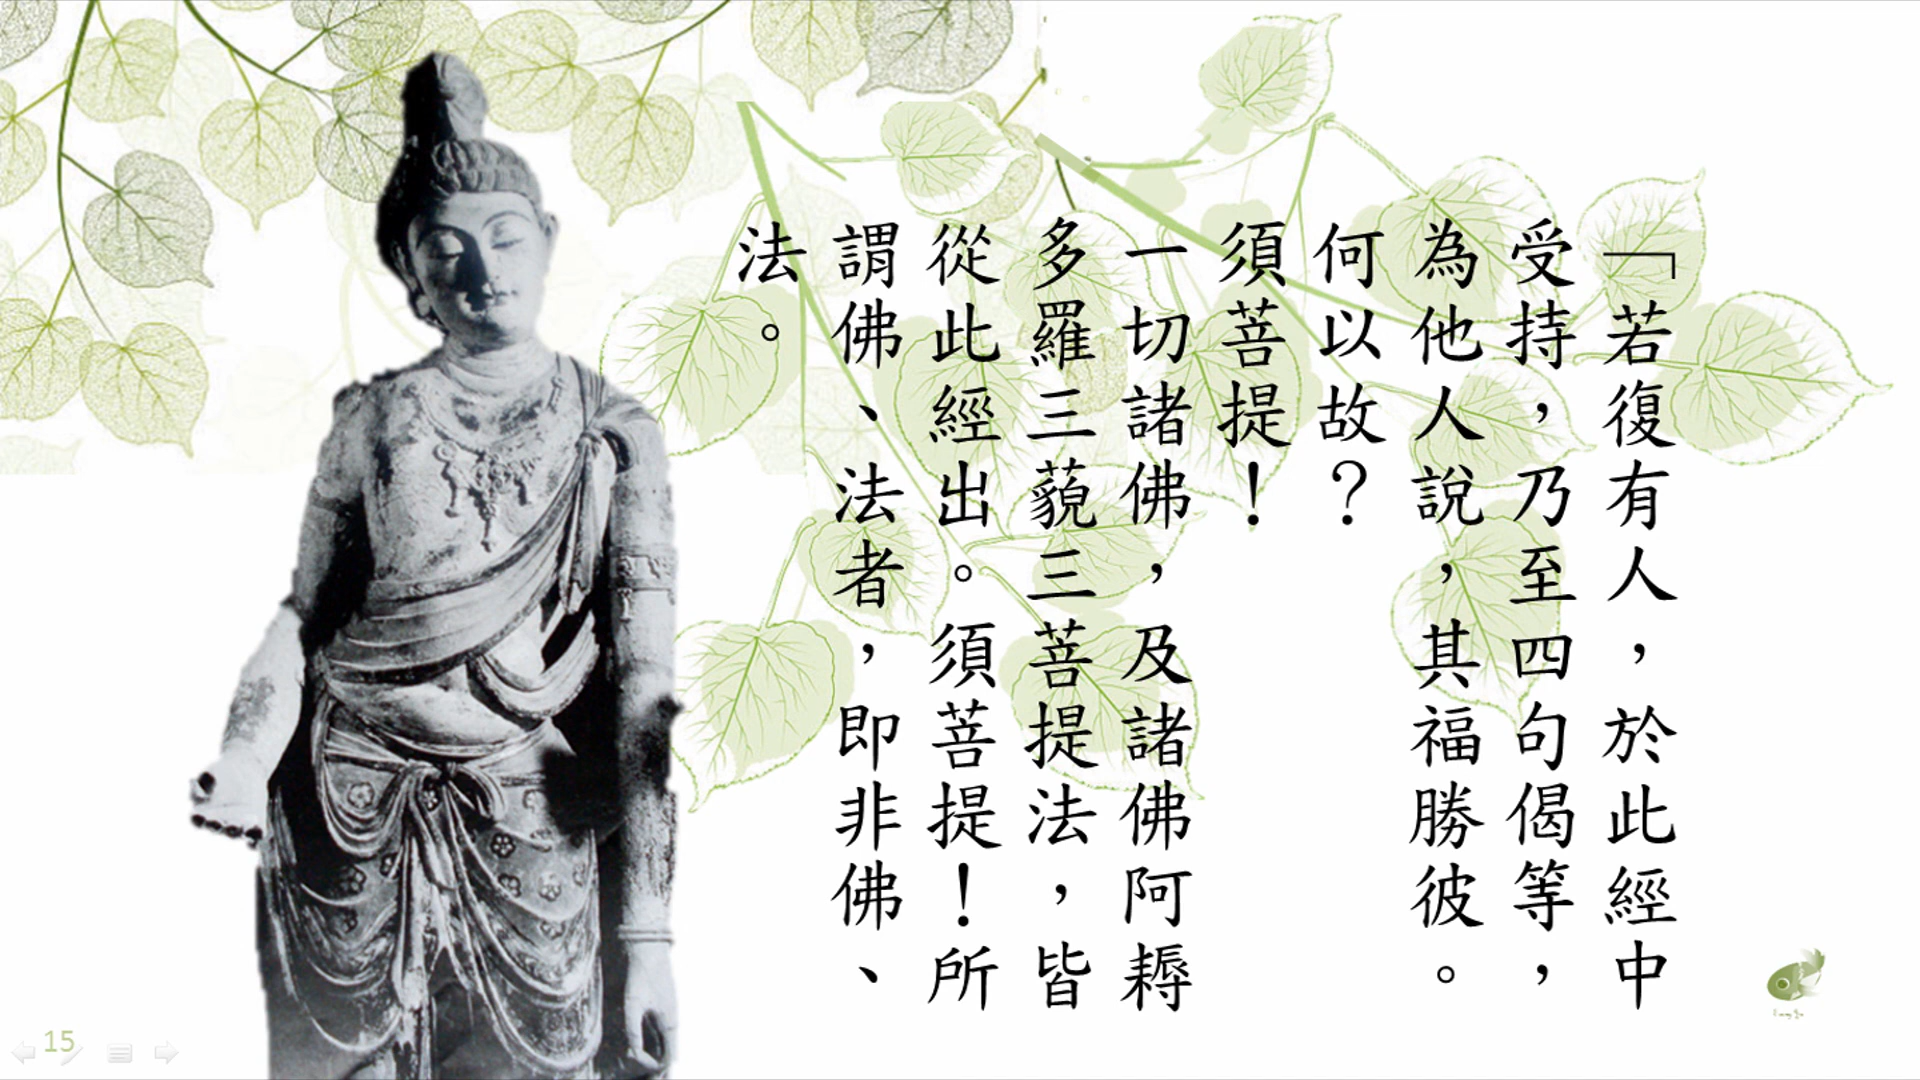 「若復有人，於此經中
受持，乃至四句偈等，
為他人說，其福勝彼。
何以故？
須菩提！
一切諸佛，及諸佛阿耨
多羅三藐三菩提法，皆
從此經出。須菩提！所
謂佛、法者，即非佛、
法。
15